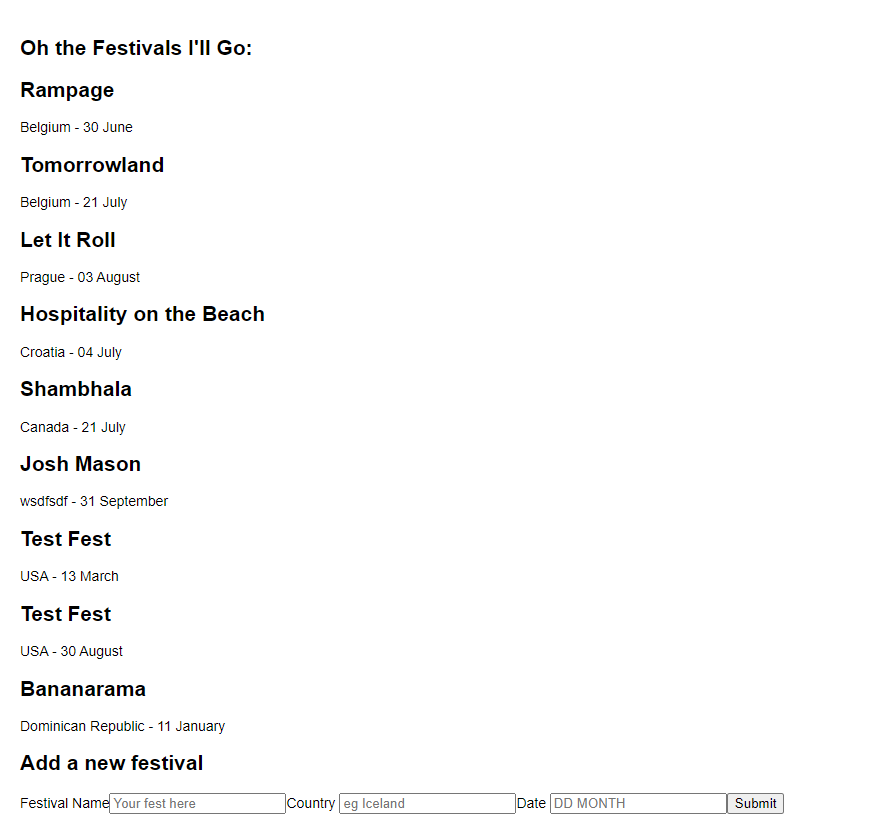 Oh the Festivals I'll Go:
Rampage
Belgium - 30 June
Tomorrowland
Belgium - 21 July
Let It Roll
Prague - 03 August
Hospitality on the Beach
Croatia - 04 July
Shambhala
Canada - 21 July
Josh Mason
wsdfsdf - 31 September
Test Fest
USA - 13 March
Test Fest
USA - 30 August
Bananarama
Dominican Republic - 11 January
Add a new festival
Festival Name Your fest here Country eg Iceland Date DD MONTH Submit